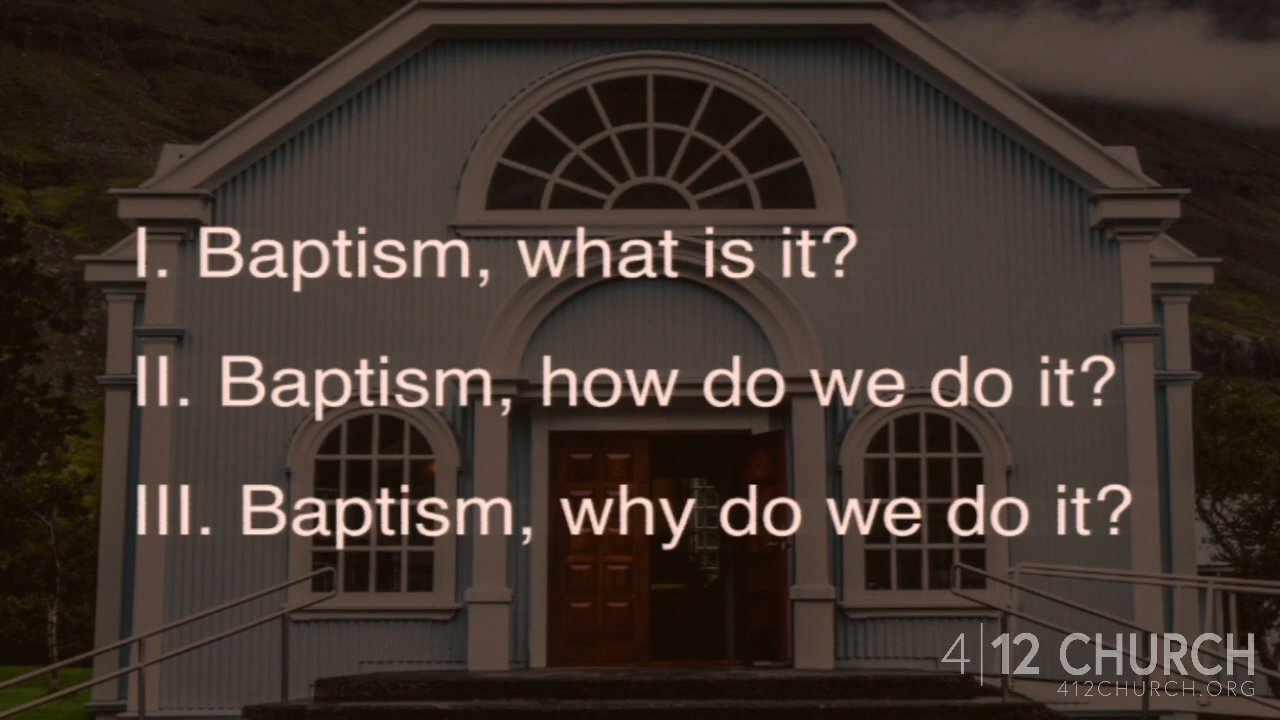 I. Baptism, what is it?
II. Baptism, how do we do it?
III. Baptism, why do we do it?
4|12 CHURCH
412CHURCH.ORG